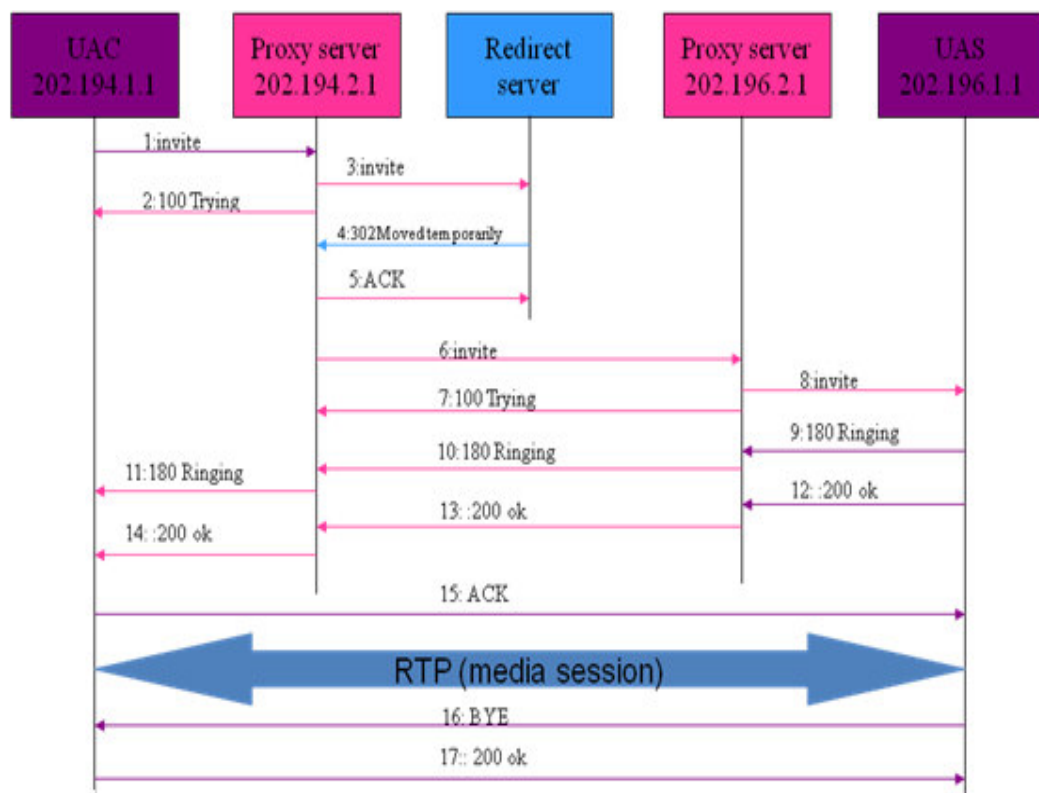 UAC
202.194.1.1
Proxy server
202.194.2.1
Redirect
server
Proxy server
202.196.2.1
UAS
202.196.1.1
1:invite
3:invite
2:100 Trying
4:302Moved temporarily
5:ACK
6:invite
8:invite
7:100 Trying
9:180 Ringing
10:180 Ringing
11:180 Ringing
12: :200 ok
13: :200 ok
14: :200 ok
15: ACK
RTP (media session)
16: BYE
17:: 200 ok